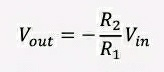 V_out = − R_2/R_1 V_in